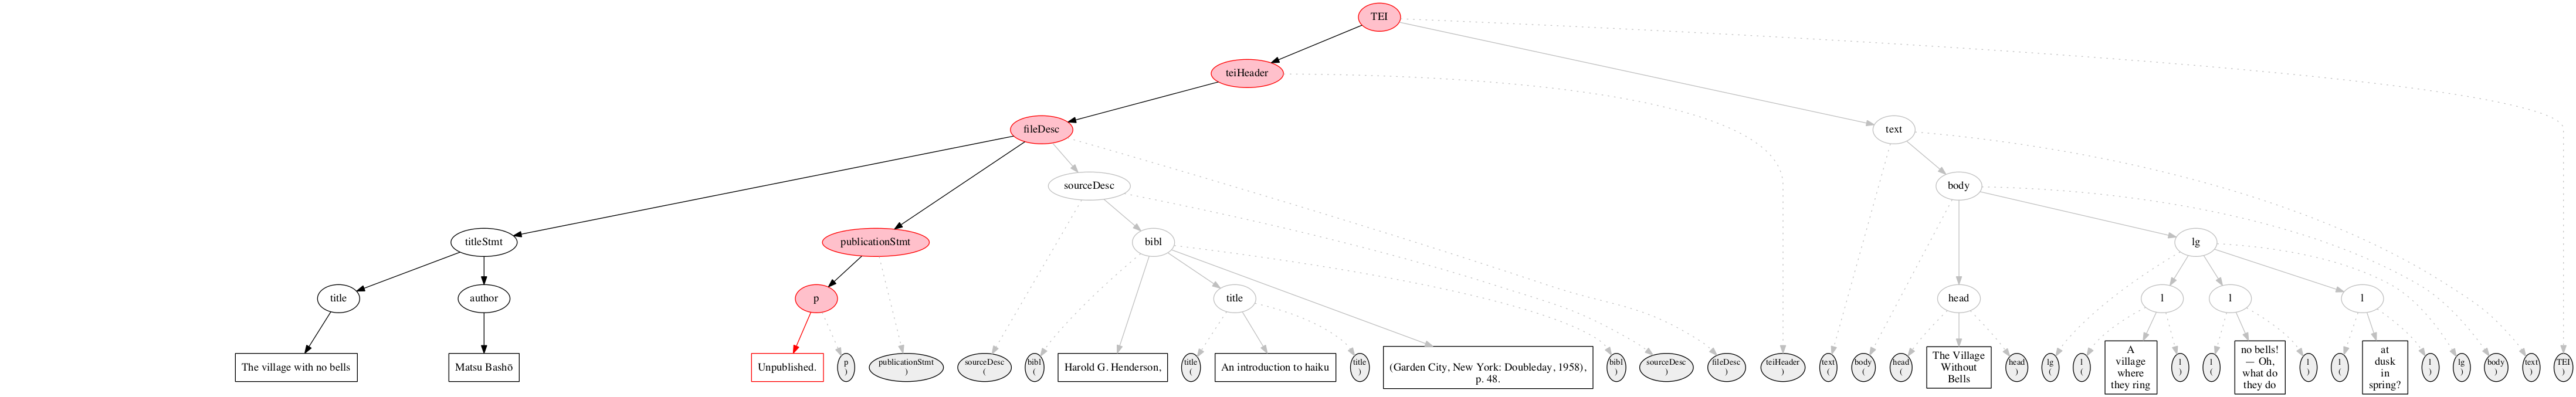 TEI
teiHeader
fileDesc
text
sourceDesc
body
titleStmt
publicationStmt
bibl
lg
title
author
p
title
head
l
l
l
The village with no bells
Matsu Bashō
Unpublished.
p
)
publicationStmt
)
sourceDesc
(
bibl
(
Harold G. Henderson,
title
(
An introduction to haiku
title
)
(Garden City, New York: Doubleday, 1958),
p. 48.
bibl
)
sourceDesc
)
fileDesc
)
teiHeader
)
text
(
body
(
head
(
The Village
Without
Bells
head
)
lg
(
l
(
A
village
where
they ring
l
)
l
(
no bells!
— Oh,
what do
they do
l
)
l
(
at
dusk
in
spring?
l
)
lg
)
body
)
text
)
TEI
)